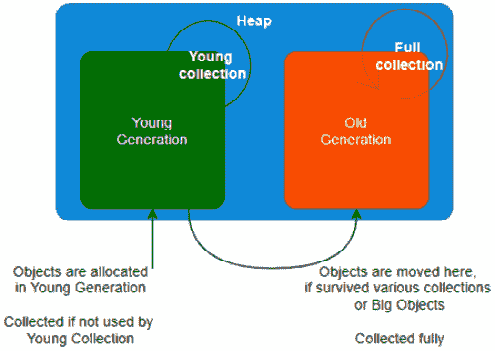 Heap
Young
collection
Full
collection
Young
Generation
Old
Generation
Objects are allocated
in Young Generation
Collected if not used by
Young Collection
Objects are moved here,
if survived various collections
or Big Objects
Collected fully